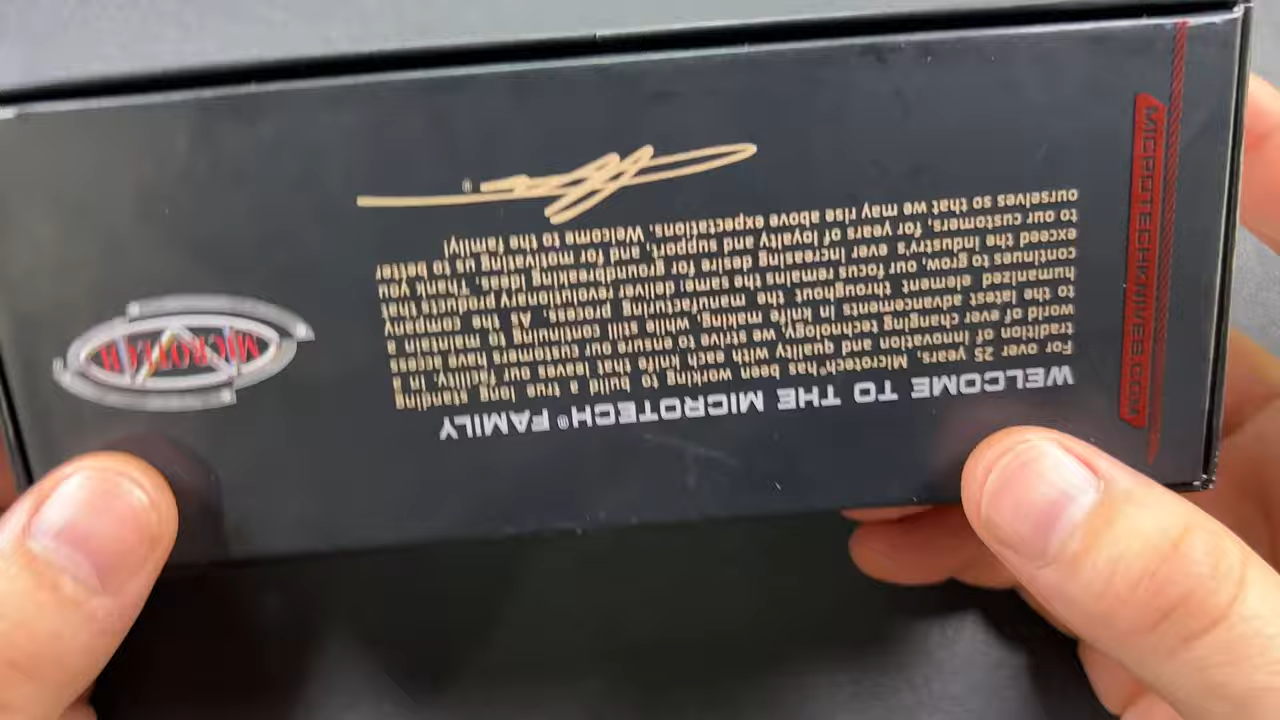 WELCOME TO THE MICROTECH® FAMILY
For over 25 years, Microtech® has been working to build a true long standing
tradition of innovation and quality with each knife that leaves our facility. In a
world of ever changing technology, we strive to ensure our customers have access
to the latest advancements in knife making, while still continuing to maintain a
humanized element throughout the manufacturing process. As the company
continues to grow, our focus remains the same: deliver revolutionary products that
exceed the industry's ever increasing desire for groundbreaking ideas. Thank you
to our customers, for years of loyalty and support, and for motivating us to better
ourselves so that we may rise above expectations. Welcome to the family!
®
MICROTECH
MICROTECHKNIVES.COM